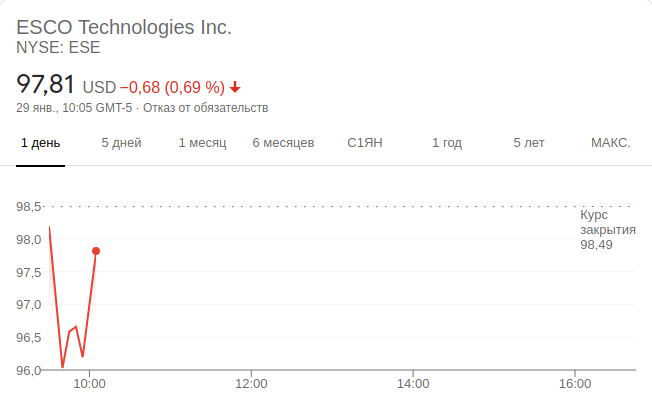 ESCO Technologies Inc.
NYSE: ESE
97,81 USD −0,68 (0,69 %)
29 янв., 10:05 GMT-5 · Отказ от обязательств
1 день 5 дней 1 месяц 6 месяцев С1ЯН 1 год 5 лет МАКС.
98,5
Курс
закрытия
98,49
98,0
97,5
97,0
96,5
96,0
10:00 12:00 14:00 16:00